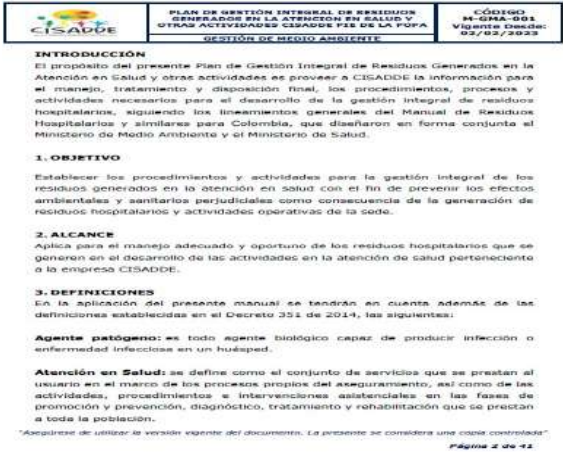 CISADDE
PLAN DE GESTIÓN INTEGRAL DE RESIDUOS
GENERADOR EN LA ATENCION EN SALUD Y
OTRAS ACTIVIDADES CISADDE PIE DE LA POPA
GESTIÓN DE MEDIO AMBIENTE
CÓDIGO
M-GMA-001
Vigente Desde:
02/02/2023
INTRODUCCIÓN
El propósito del presente Plan de Gestión Integral de Residuos Generados en la
Atención en Salud y otras actividades es proveer a CISADDE la información para
el manejo, tratamiento y disposición final, los procedimientos, procesos y
actividades necesarios para el desarrollo de la gestión integral de residuos
hospitalarios, siguiendo los lineamientos generales del Manual de Residuos
Hospitalarios y similares para Colombia, que diseñaron en forma conjunta el
Ministerio de Medio Ambiente y el Ministerio de Salud.
1. OBJETIVO
Establecer los procedimientos y actividades para la gestión integral de los
residuos generados en la atención en salud con el fin de prevenir los efectos
ambientales y sanitarios perjudiciales como consecuencia de la generación de
residuos hospitalarios y actividades operativas de la sede.
2. ALCANCE
Aplica para el manejo adecuado y oportuno de los residuos hospitalarios que se
generen en el desarrollo de las actividades en la atención de salud perteneciente
a la empresa CISADDE.
3. DEFINICIONES
En la aplicación del presente manual se tendrán en cuenta además de las
definiciones establecidas en el Decreto 351 de 2014, las siguientes:
Agente patógeno: es todo agente biológico capaz de producir infección o
enfermedad infecciosa en un huésped.
Atención en Salud: se define como el conjunto de servicios que se prestan al
usuario en el marco de los procesos propios del aseguramiento, así como de las
actividades, procedimientos e intervenciones asistenciales en las fases de
promoción y prevención, diagnóstico, tratamiento y rehabilitación que se prestan
a toda la población.
"Asegúrese de utilizar la versión vigente del documento. La presente se considera una copia controlada"
Página 2 de 41